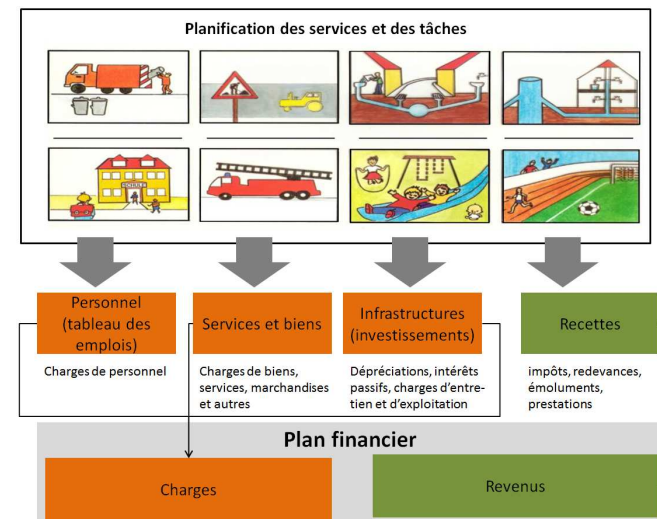 Planification des services et des tâches
Personnel
(tableau des
emplois)
Services et biens
Infrastructures
(investissements)
Recettes
Charges de personnel
Charges de biens,
services, marchandises
et autres
Dépréciations, intérêts
passifs, charges d'entre-
tien et d'exploitation
impôts, redevances,
émoluments,
prestations
Plan financier
Charges
Revenus